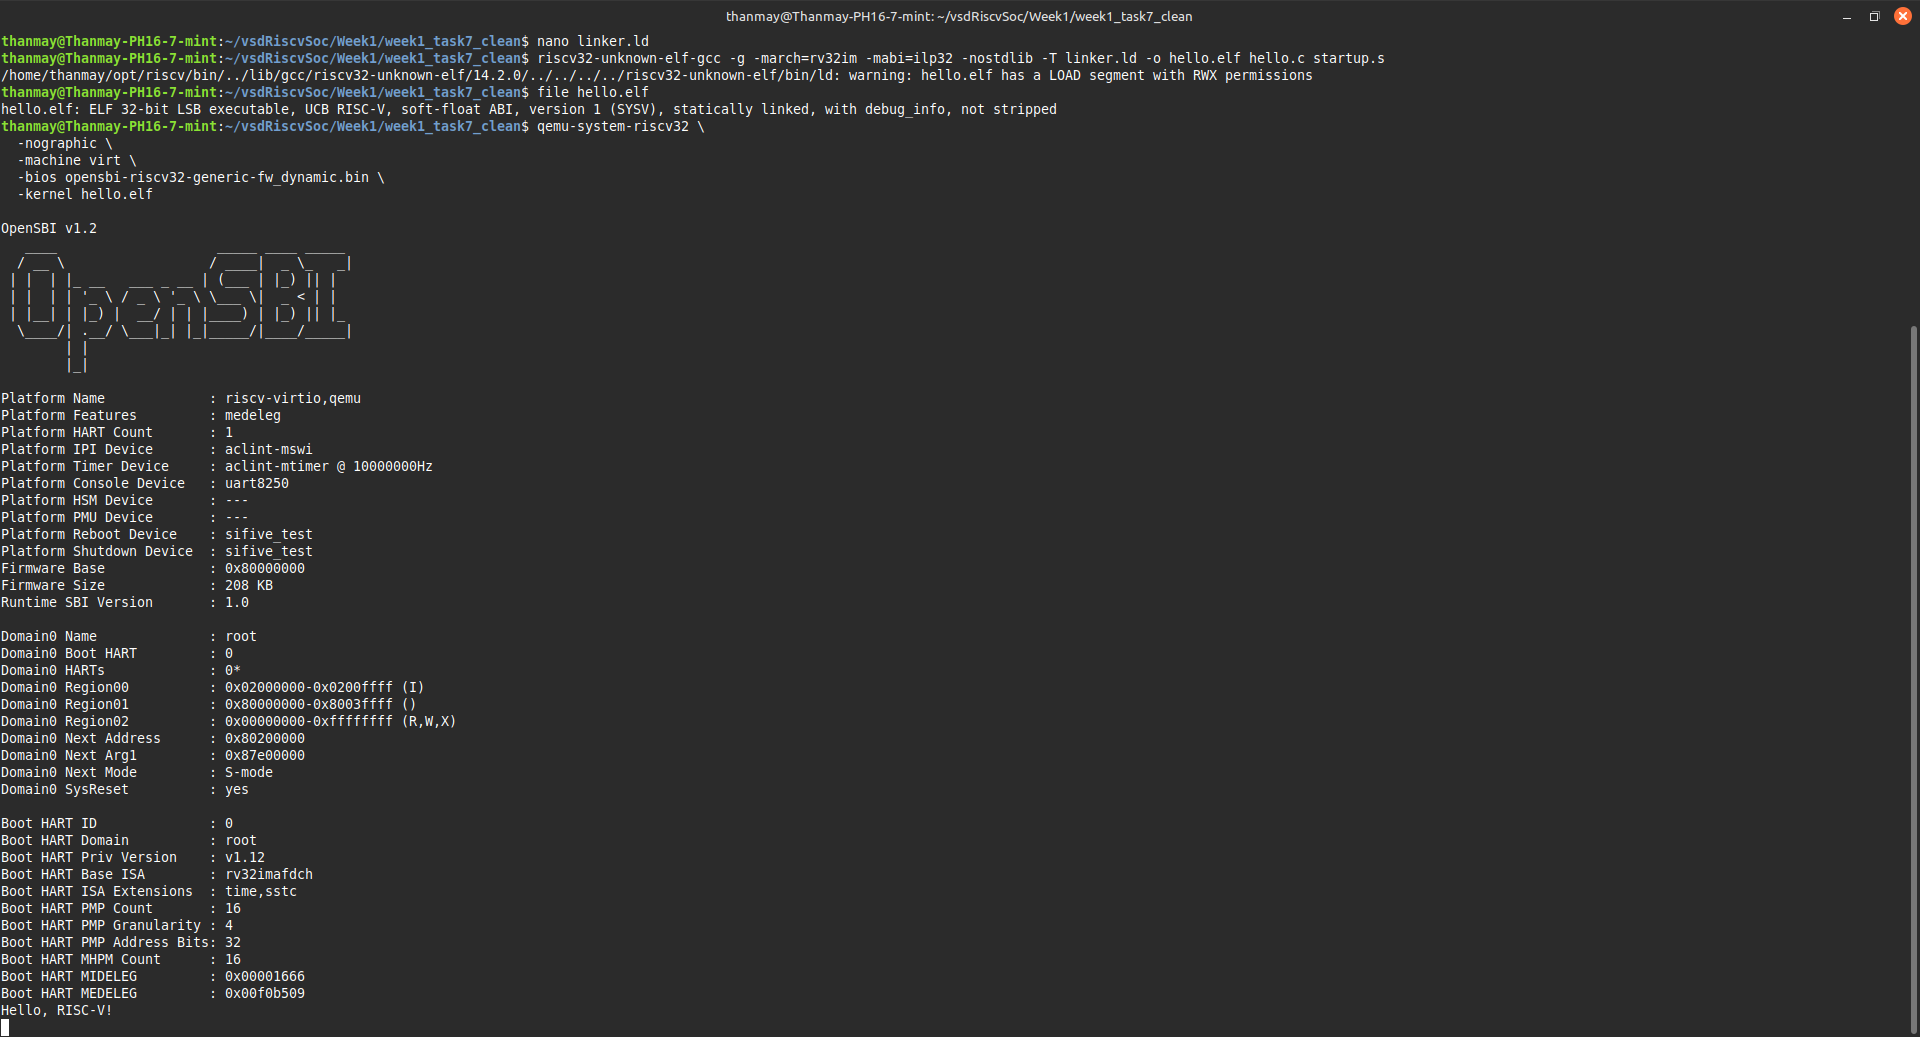 thanmay@Thanmay-PH16-7-mint: ~/vsdRiscvSoc/Week1/week1_task7_clean
thanmay@Thanmay-PH16-7-mint:~/vsdRiscvSoc/Week1/week1_task7_clean$ nano linker.ld
thanmay@Thanmay-PH16-7-mint:~/vsdRiscvSoc/Week1/week1_task7_clean$ riscv32-unknown-elf-gcc -g -march=rv32im -mabi=ilp32 -nostdlib -T linker.ld -o hello.elf hello.c startup.s
/home/thanmay/opt/riscv/bin/../lib/gcc/riscv32-unknown-elf/14.2.0/../../../../riscv32-unknown-elf/bin/ld: warning: hello.elf has a LOAD segment with RWX permissions
thanmay@Thanmay-PH16-7-mint:~/vsdRiscvSoc/Week1/week1_task7_clean$ file hello.elf
hello.elf: ELF 32-bit LSB executable, UCB RISC-V, soft-float ABI, version 1 (SYSV), statically linked, with debug_info, not stripped
thanmay@Thanmay-PH16-7-mint:~/vsdRiscvSoc/Week1/week1_task7_clean$ qemu-system-riscv32 \
  -nographic \
  -machine virt \
  -bios opensbi-riscv32-generic-fw_dynamic.bin \
  -kernel hello.elf
OpenSBI v1.2
OpenSBI
Platform Name             : riscv-virtio,qemu
Platform Features         : medeleg
Platform HART Count       : 1
Platform IPI Device       : aclint-mswi
Platform Timer Device     : aclint-mtimer @ 10000000Hz
Platform Console Device   : uart8250
Platform HSM Device       : ---
Platform PMU Device       : ---
Platform Reboot Device    : sifive_test
Platform Shutdown Device  : sifive_test
Firmware Base             : 0x80000000
Firmware Size             : 208 KB
Runtime SBI Version       : 1.0
Domain0 Name              : root
Domain0 Boot HART         : 0
Domain0 HARTs             : 0*
Domain0 Region00          : 0x02000000-0x0200ffff (I)
Domain0 Region01          : 0x80000000-0x8003ffff ()
Domain0 Region02          : 0x00000000-0xffffffff (R,W,X)
Domain0 Next Address      : 0x80200000
Domain0 Next Arg1         : 0x87e00000
Domain0 Next Mode         : S-mode
Domain0 SysReset          : yes
Boot HART ID              : 0
Boot HART Domain          : root
Boot HART Priv Version    : v1.12
Boot HART Base ISA        : rv32imafdch
Boot HART ISA Extensions  : time,sstc
Boot HART PMP Count       : 16
Boot HART PMP Granularity : 4
Boot HART PMP Address Bits: 32
Boot HART MHPM Count      : 16
Boot HART MIDELEG         : 0x00001666
Boot HART MEDELEG         : 0x00f0b509
Hello, RISC-V!